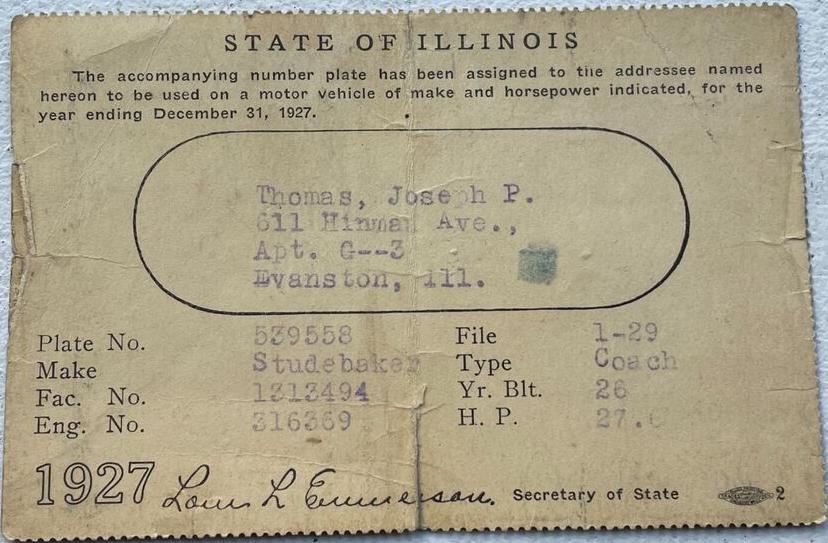 STATE OF ILLINOIS
The accompanying number plate has been assigned to the addressee named
hereon to be used on a motor vehicle of make and horsepower indicated, for the
year ending December 31, 1927.
Thomas, Joseph P.
611 Hinman Ave.,
Apt. G--3
Evanston, Ill.
Plate No. 539558 File 1-29
Make Studebaker Type Coach
Fac. No. 1313494 Yr. Blt. 26
Eng. No. 316369 H. P. 27.
1927 Louis L Emmerson. Secretary of State 2